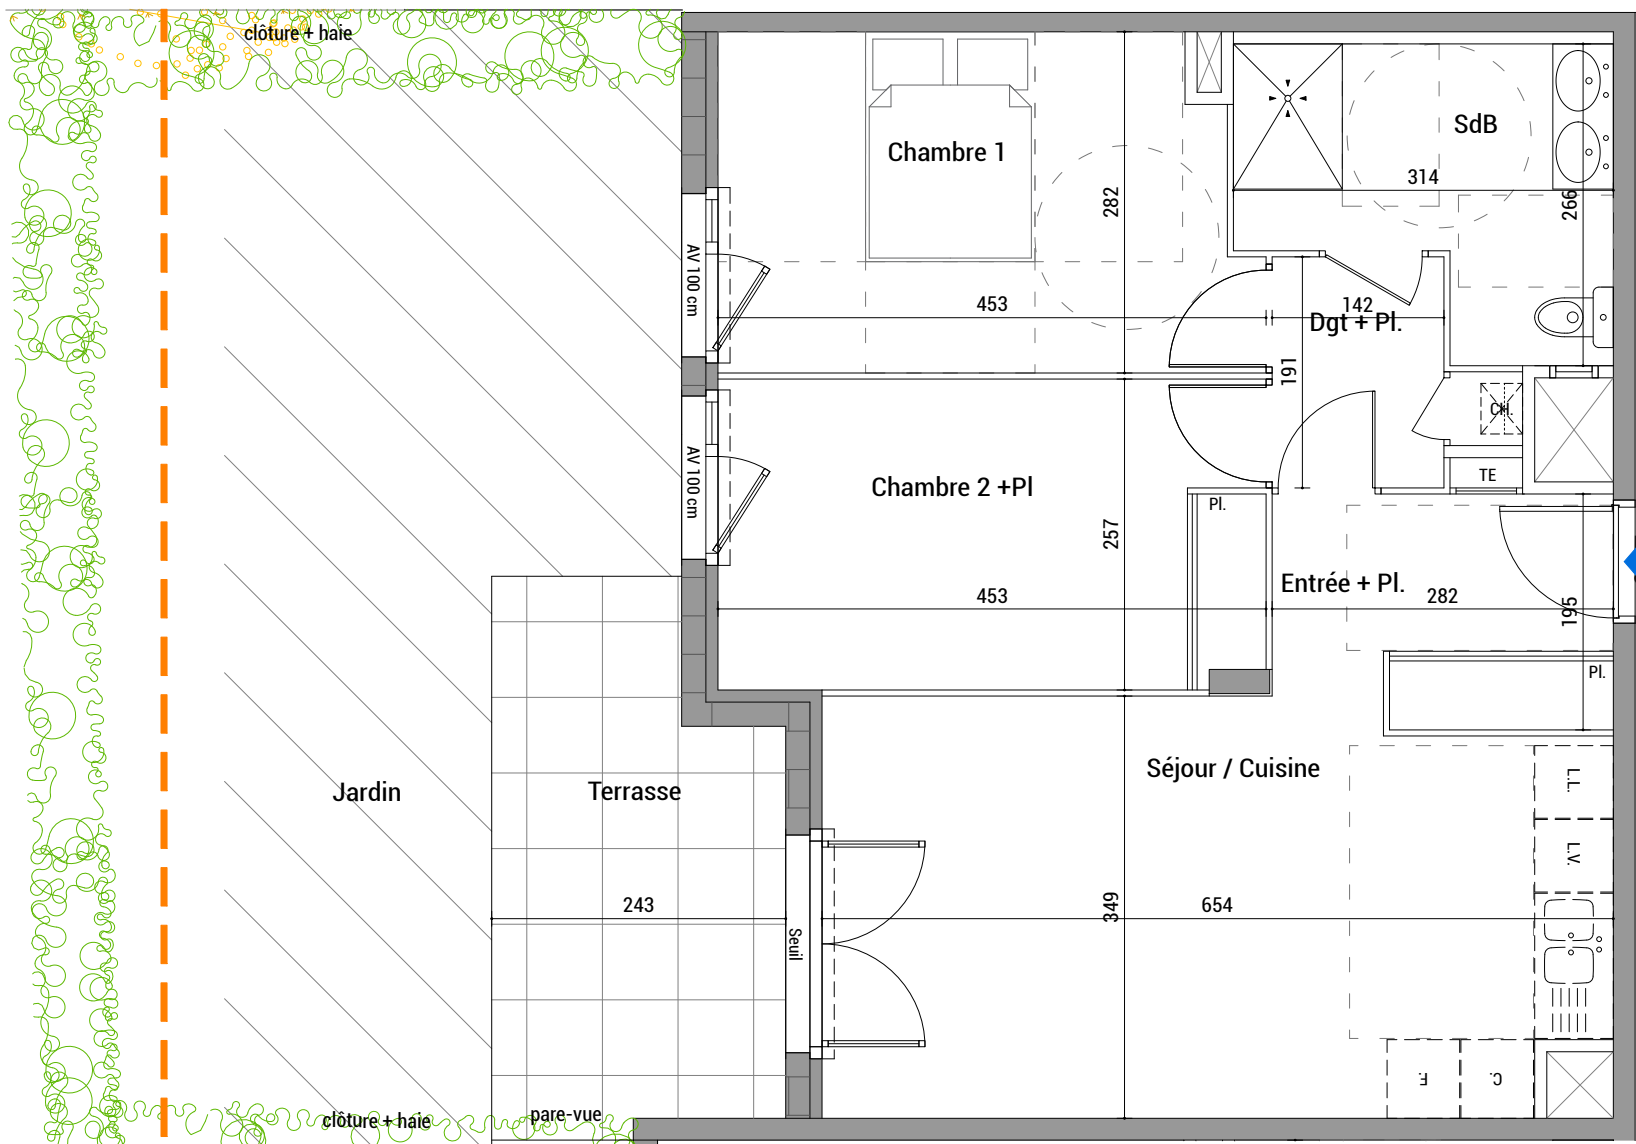 clôture + haie
Chambre 1
SdB
314
282
266
AV 100 cm
453
142
Dgt + Pl.
191
CH.
TE
AV 100 cm
Chambre 2 +Pl
Pl.
257
Entrée + Pl.
453
282
195
Pl.
Séjour / Cuisine
L.L.
Jardin
Terrasse
L.V.
243
349
654
Seuil
F.
C.
pare-vue
clôture + haie